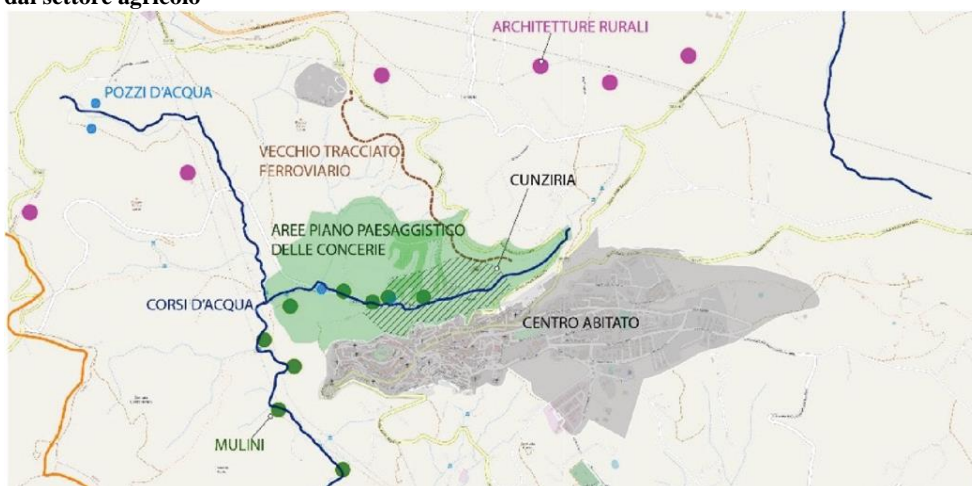 dal settore agricolo
ARCHITETTURE RURALI
POZZI D'ACQUA
VECCHIO TRACCIATO
FERROVIARIO
CUNZIRIA
AREE PIANO PAESAGGISTICO
DELLE CONCERIE
CORSI D'ACQUA
CENTRO ABITATO
MULINI